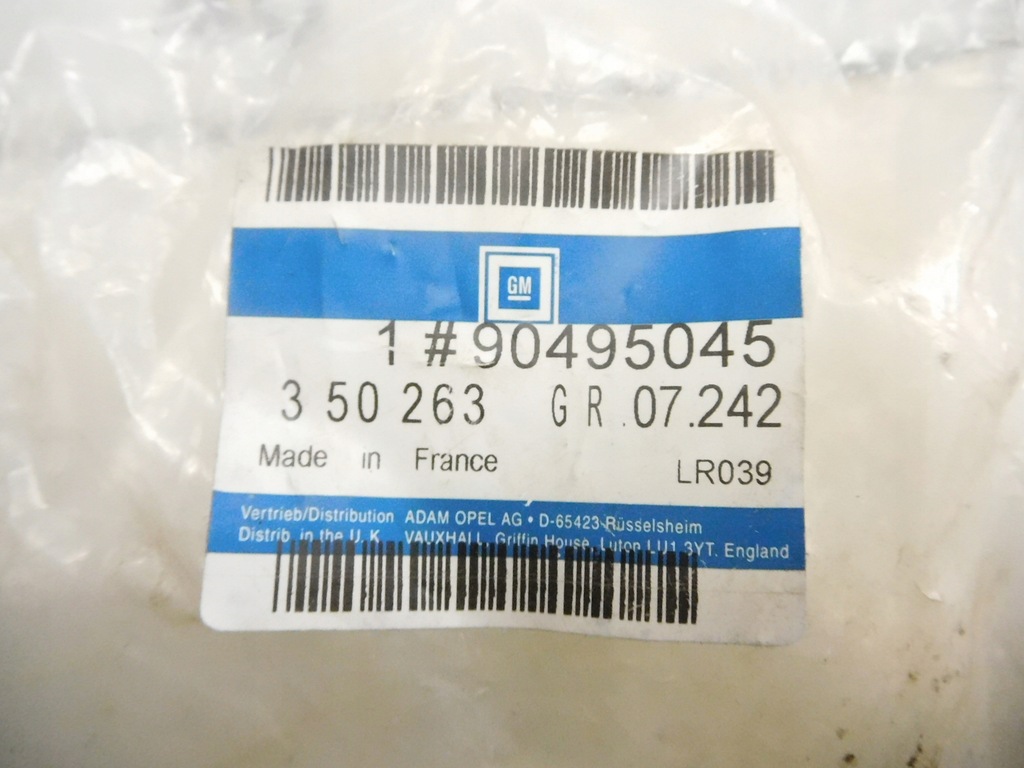 GM
1 #90495045
3 50 263 GR.07.242
Made in France LR039
Vertrieb/Distribution ADAM OPEL AG • D-65423 Rüsselsheim
Distrib. in the U.K. VAUXHALL, Griffin House, Luton LU1 3YT. England